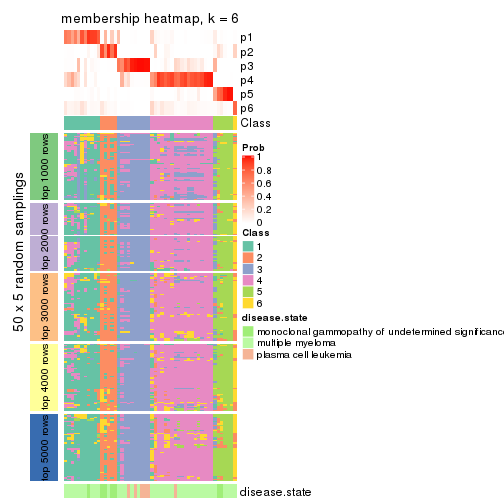 membership heatmap, k = 6
p1
p2
p3
p4
p5
p6
Class
50 x 5 random samplings
top 1000 rows
top 2000 rows
top 3000 rows
top 4000 rows
top 5000 rows
Prob
1
0.8
0.6
0.4
0.2
0
Class
1
2
3
4
5
6
disease.state
monoclonal gammopathy of undetermined significance
multiple myeloma
plasma cell leukemia
disease.state